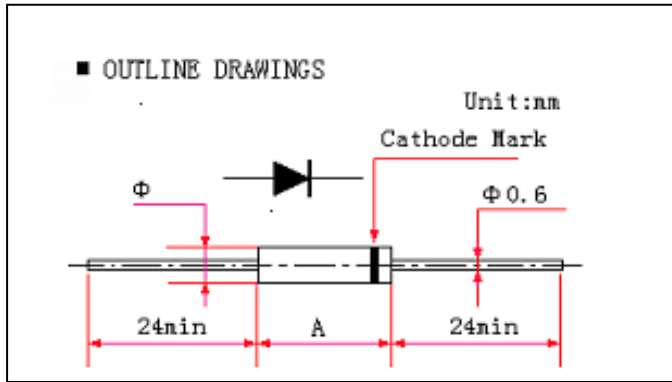 ■ OUTLINE DRAWINGS
Unit:mm
Cathode Mark
Φ
Φ0.6
24min
A
24min